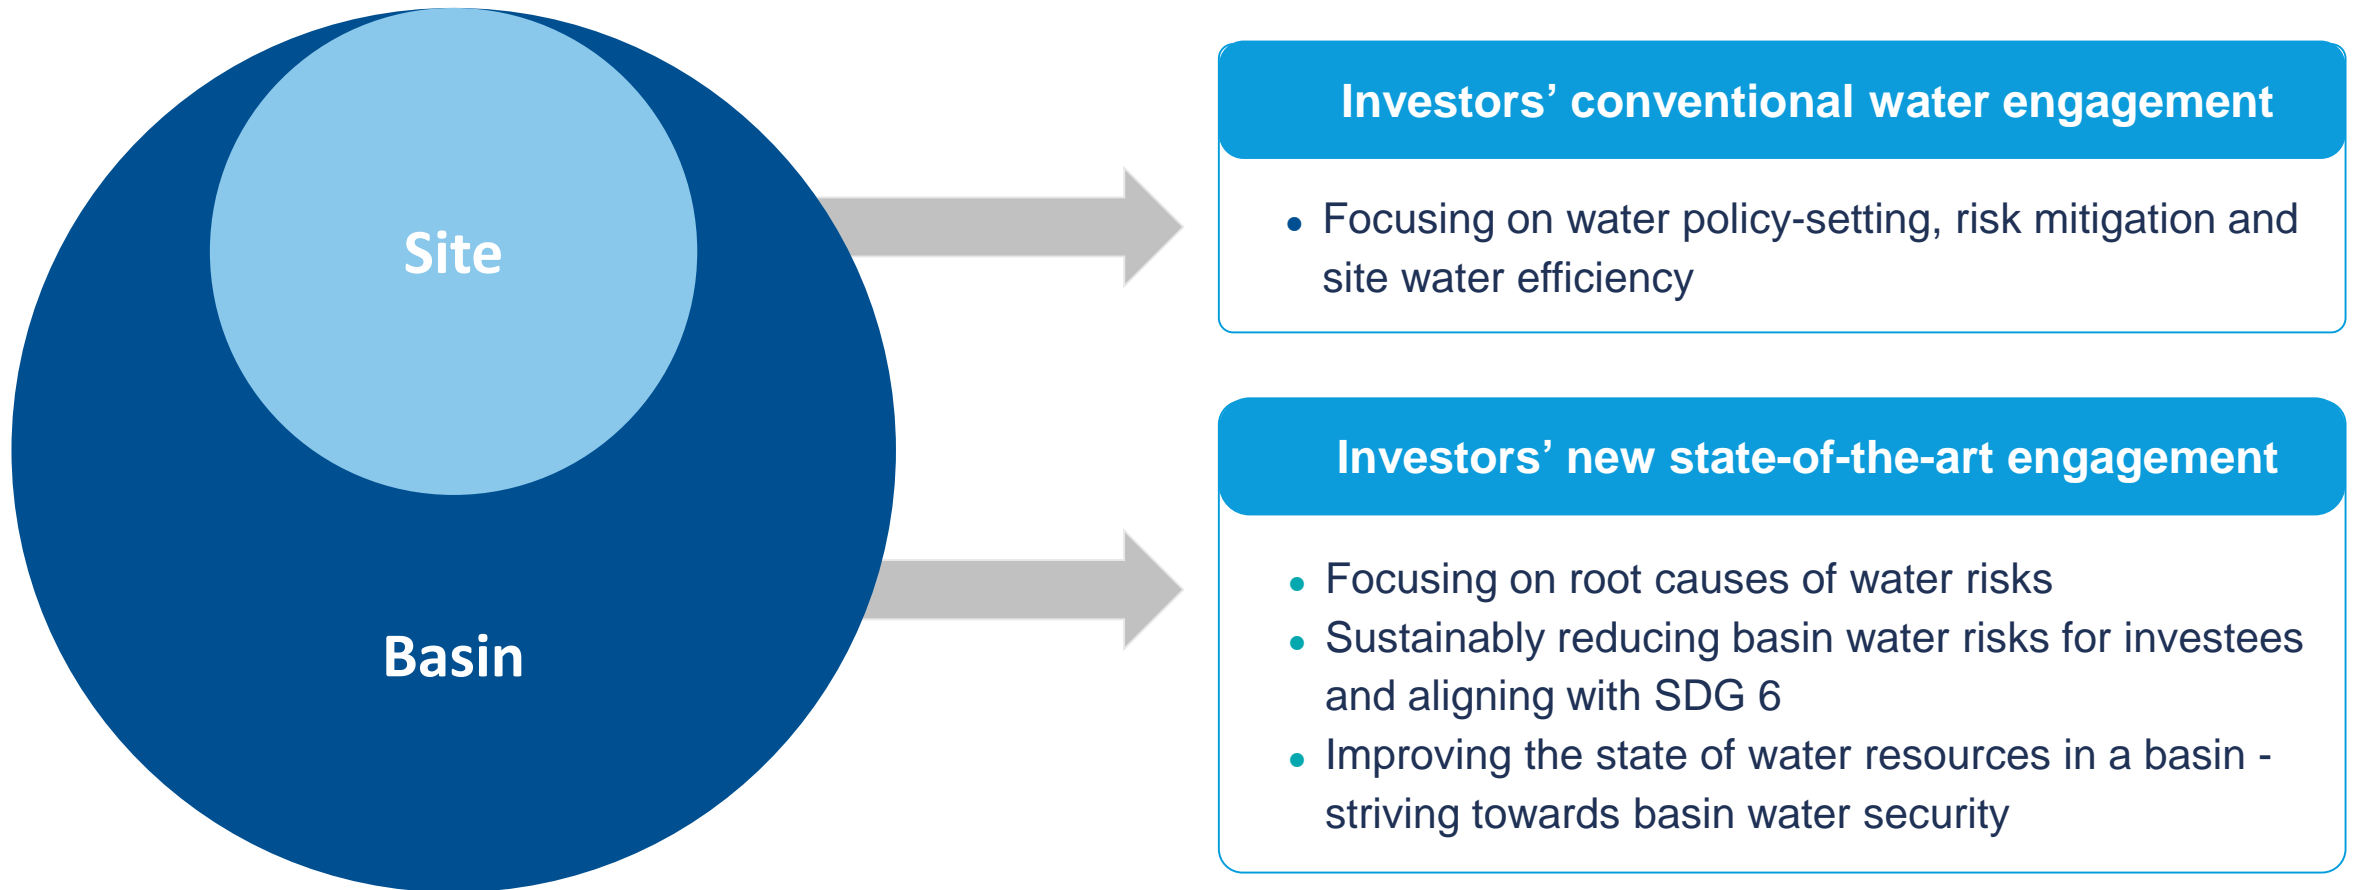 Site
Basin
Investors’ conventional water engagement
• Focusing on water policy-setting, risk mitigation and
site water efficiency
Investors’ new state-of-the-art engagement
• Focusing on root causes of water risks
• Sustainably reducing basin water risks for investees
and aligning with SDG 6
• Improving the state of water resources in a basin -
striving towards basin water security